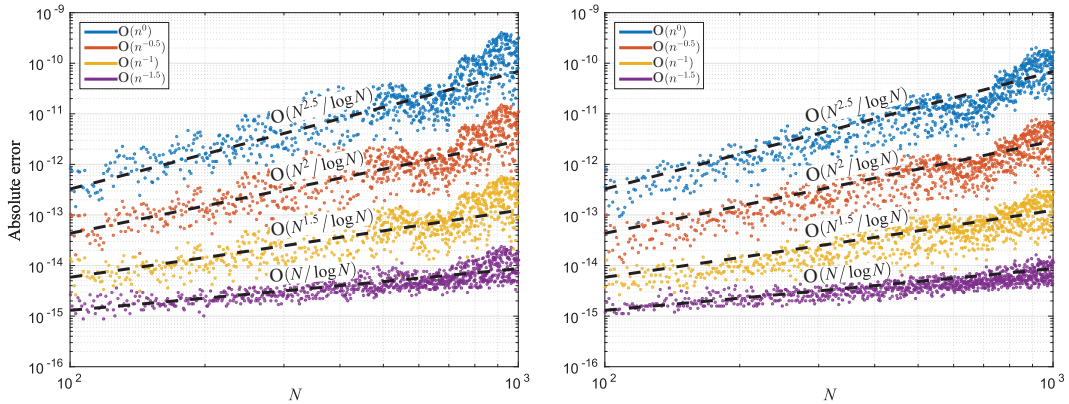 10^-9
10^-10
10^-11
10^-12
10^-13
10^-14
10^-15
10^-16
Absolute error
O(n^0)
O(n^-0.5)
O(n^-1)
O(n^-1.5)
O(N^2.5 / log N)
O(N^2 / log N)
O(N^1.5 / log N)
O(N / log N)
10^2
10^3
N
10^-9
10^-10
10^-11
10^-12
10^-13
10^-14
10^-15
10^-16
O(n^0)
O(n^-0.5)
O(n^-1)
O(n^-1.5)
O(N^2.5 / log N)
O(N^2 / log N)
O(N^1.5 / log N)
O(N / log N)
10^2
10^3
N